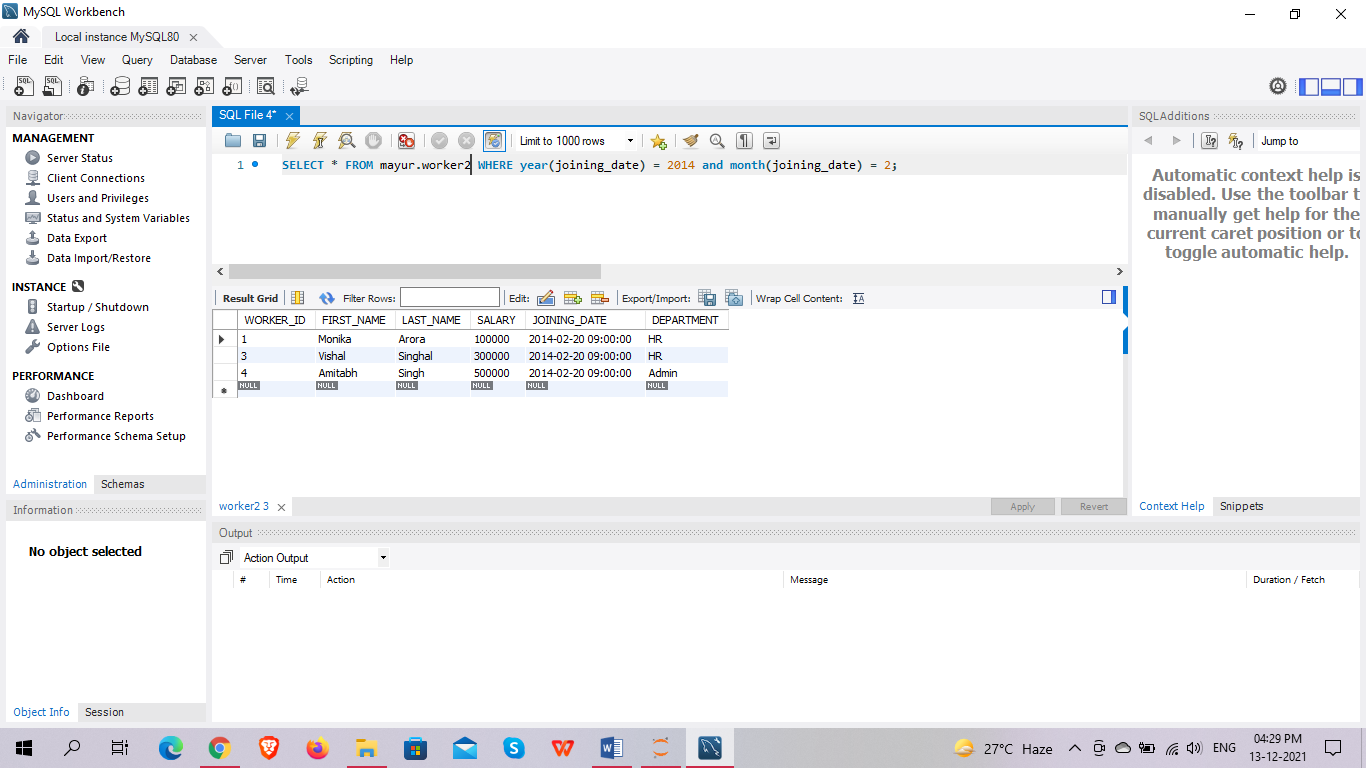 MySQL Workbench
Local instance MySQL80
File Edit View Query Database Server Tools Scripting Help
Navigator
MANAGEMENT
Server Status
Client Connections
Users and Privileges
Status and System Variables
Data Export
Data Import/Restore
INSTANCE
Startup / Shutdown
Server Logs
Options File
PERFORMANCE
Dashboard
Performance Reports
Performance Schema Setup
Administration Schemas
Information
No object selected
Object Info Session
SQL File 4*
Limit to 1000 rows
1 SELECT * FROM mayur.worker2 WHERE year(joining_date) = 2014 and month(joining_date) = 2;
Result Grid Filter Rows: Edit: Export/Import: Wrap Cell Content:
WORKER_ID FIRST_NAME LAST_NAME SALARY JOINING_DATE DEPARTMENT
1 Monika Arora 100000 2014-02-20 09:00:00 HR
3 Vishal Singhal 300000 2014-02-20 09:00:00 HR
4 Amitabh Singh 500000 2014-02-20 09:00:00 Admin
NULL NULL NULL NULL NULL NULL
worker2 3
Apply Revert
Output
Action Output
# Time Action Message Duration / Fetch
SQLAdditions
Jump to
Automatic context help is
disabled. Use the toolbar t
manually get help for the
current caret position or to
toggle automatic help.
Context Help Snippets
27°C Haze
ENG
04:29 PM
13-12-2021